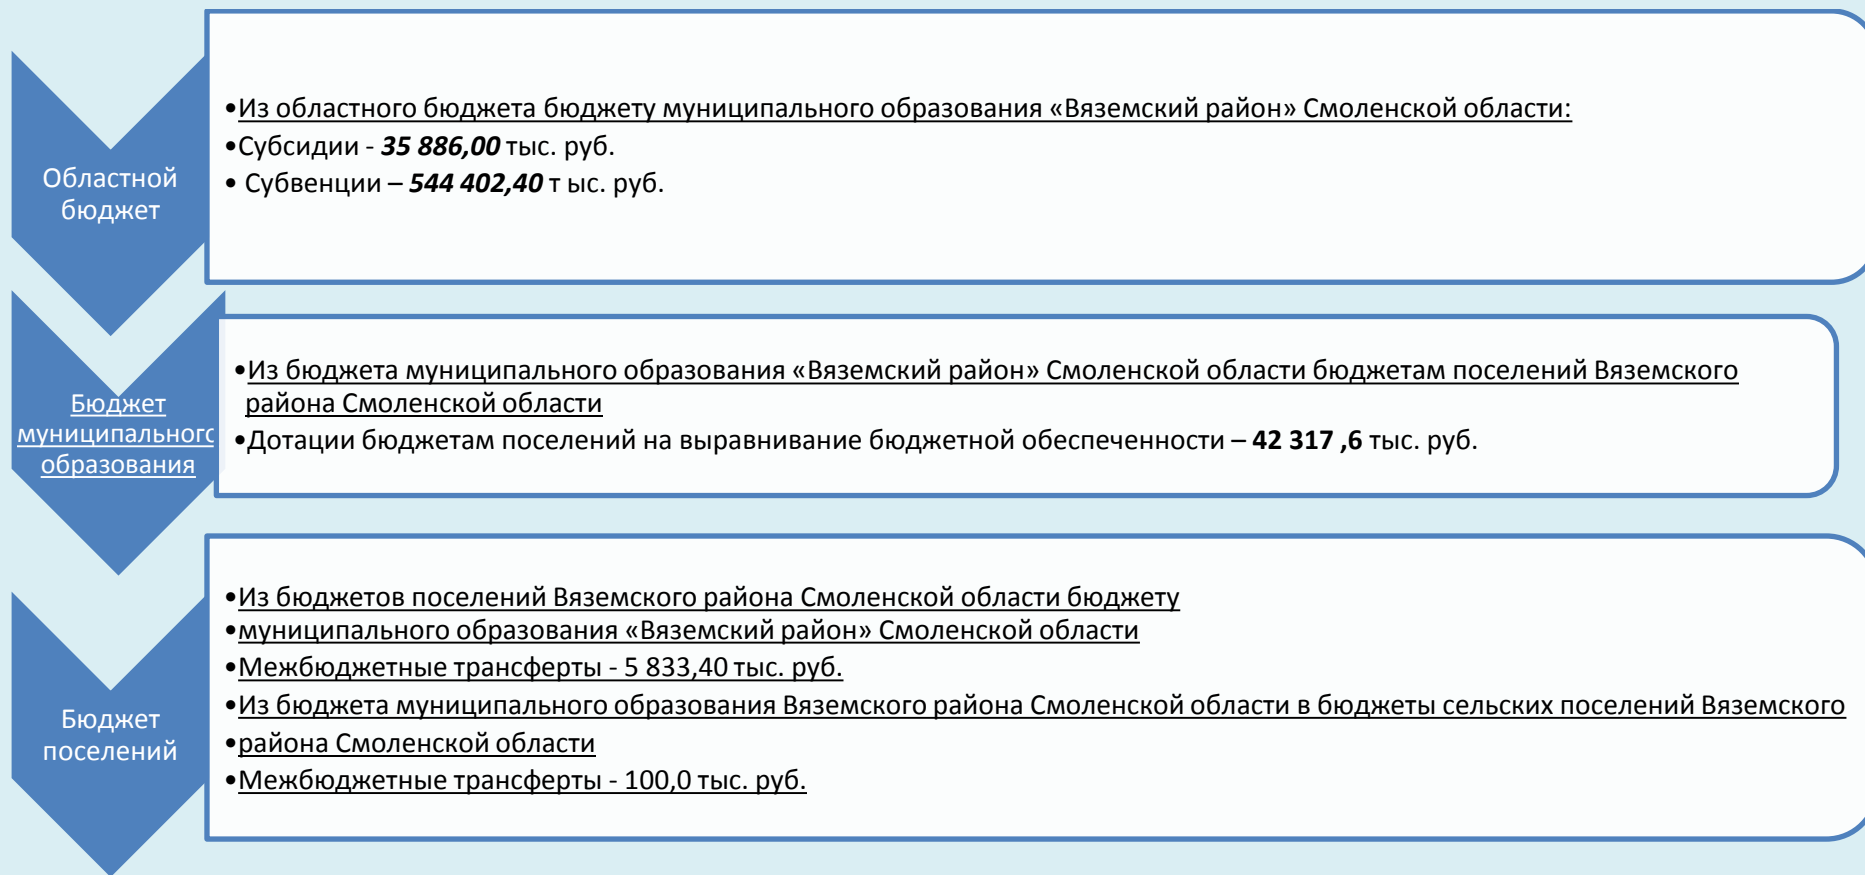 Областной
бюджет
•Из областного бюджета бюджету муниципального образования «Вяземский район» Смоленской области:
•Субсидии - 35 886,00 тыс. руб.
• Субвенции – 544 402,40 т ыс. руб.
Бюджет
муниципального
образования
•Из бюджета муниципального образования «Вяземский район» Смоленской области бюджетам поселений Вяземского
района Смоленской области
•Дотации бюджетам поселений на выравнивание бюджетной обеспеченности – 42 317 ,6 тыс. руб.
Бюджет
поселений
•Из бюджетов поселений Вяземского района Смоленской области бюджету
•муниципального образования «Вяземский район» Смоленской области
•Межбюджетные трансферты - 5 833,40 тыс. руб.
•Из бюджета муниципального образования Вяземского района Смоленской области в бюджеты сельских поселений Вяземского
•района Смоленской области
•Межбюджетные трансферты - 100,0 тыс. руб.